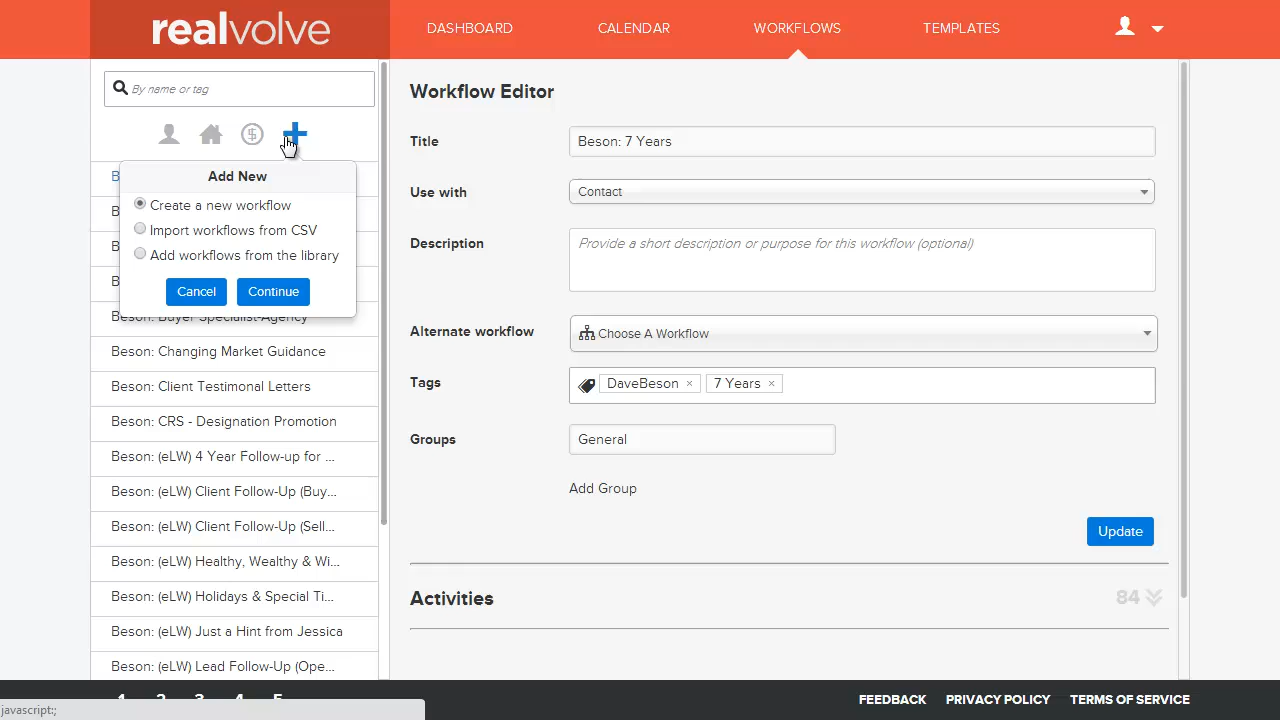 realvolve
DASHBOARD
CALENDAR
WORKFLOWS
TEMPLATES
By name or tag
Add New
Create a new workflow
Import workflows from CSV
Add workflows from the library
Cancel
Continue
B
B
B
B
Beson: Buyer Specialist-Agency
Beson: Changing Market Guidance
Beson: Client Testimonal Letters
Beson: CRS - Designation Promotion
Beson: (eLW) 4 Year Follow-up for ...
Beson: (eLW) Client Follow-Up (Buy...
Beson: (eLW) Client Follow-Up (Sell...
Beson: (eLW) Healthy, Wealthy & Wi...
Beson: (eLW) Holidays & Special Ti...
Beson: (eLW) Just a Hint from Jessica
Beson: (eLW) Lead Follow-Up (Ope...
1 2 3 4 5
Workflow Editor
Title
Beson: 7 Years
Use with
Contact
Description
Provide a short description or purpose for this workflow (optional)
Alternate workflow
Choose A Workflow
Tags
DaveBeson ×
7 Years ×
Groups
General
Add Group
Update
Activities
84
FEEDBACK
PRIVACY POLICY
TERMS OF SERVICE
javascript:;